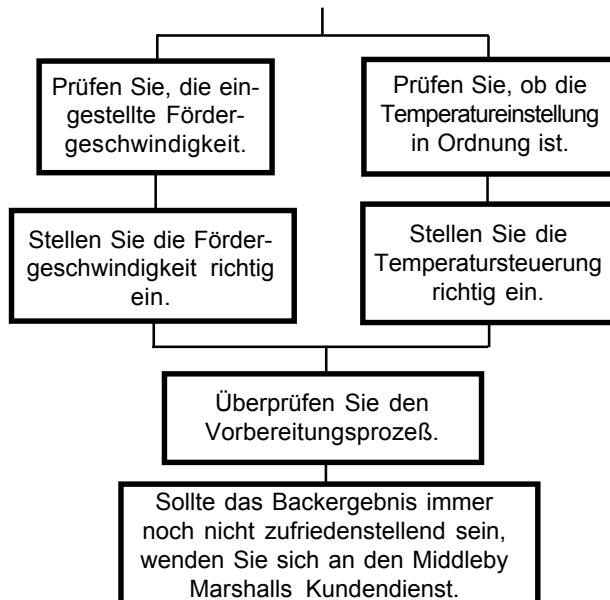 Prüfen Sie, die ein-
gestellte Förder-
geschwindigkeit.
Prüfen Sie, ob die
Temperatureinstellung
in Ordnung ist.
Stellen Sie die Förder-
geschwindigkeit richtig
ein.
Stellen Sie die
Temperatursteuerung
richtig ein.
Überprüfen Sie den
Vorbereitungsprozeß.
Sollte das Backergebnis immer
noch nicht zufriedenstellend sein,
wenden Sie sich an den Middleby
Marshalls Kundendienst.